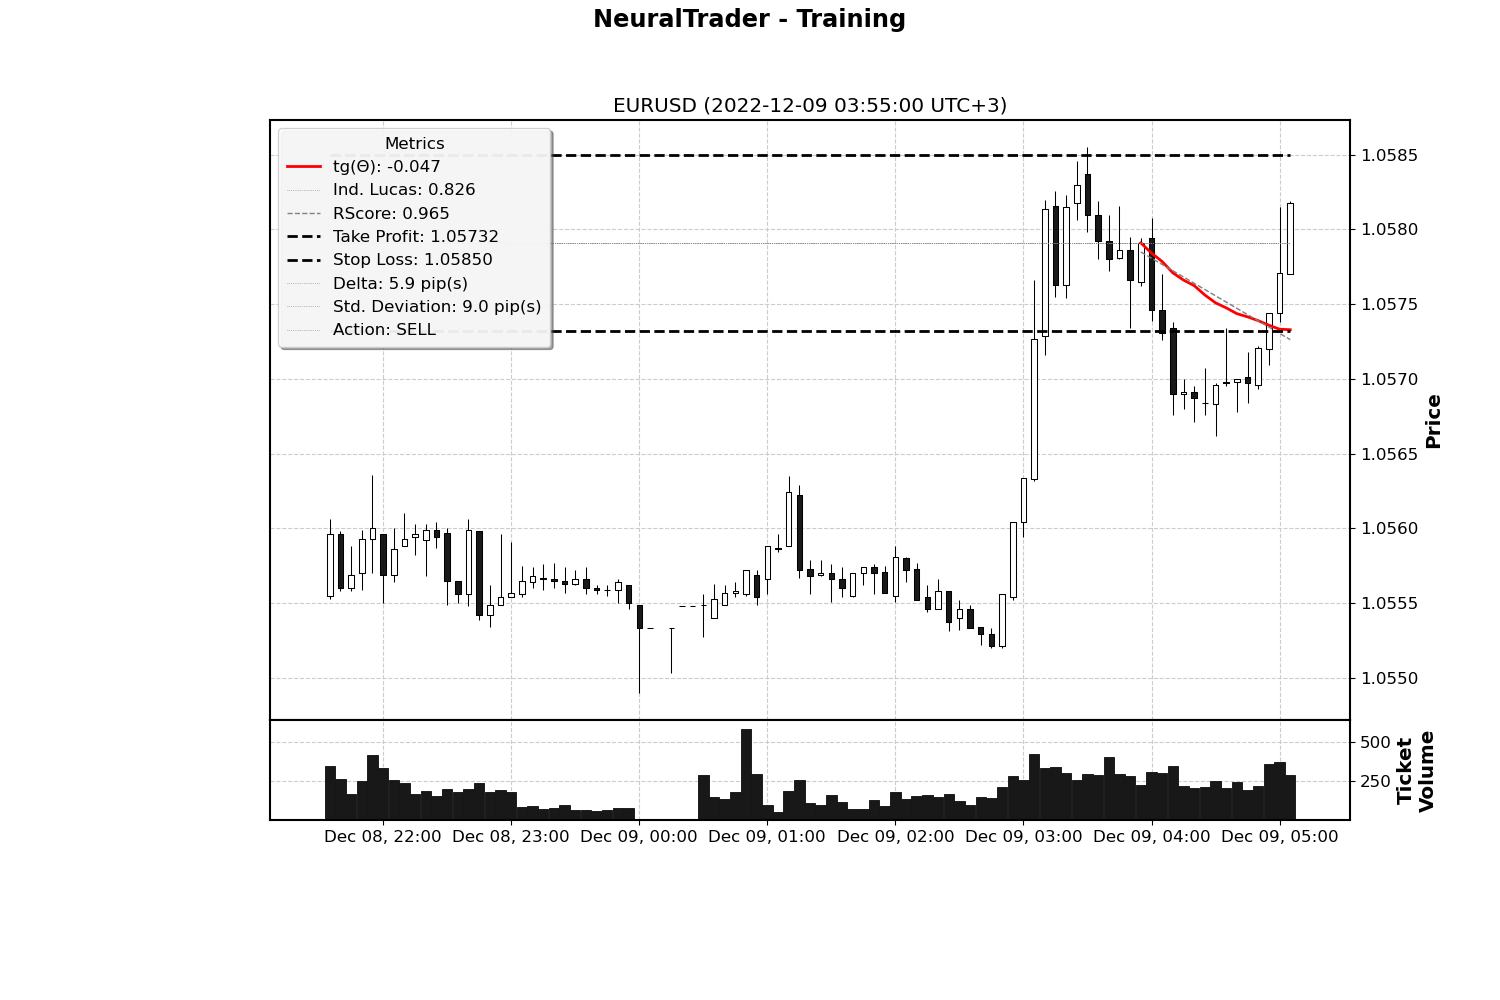 NeuralTrader - Training
EURUSD (2022-12-09 03:55:00 UTC+3)
Metrics
tg(Θ): -0.047
Ind. Lucas: 0.826
RScore: 0.965
Take Profit: 1.05732
Stop Loss: 1.05850
Delta: 5.9 pip(s)
Std. Deviation: 9.0 pip(s)
Action: SELL
1.0585
1.0580
1.0575
1.0570
1.0565
1.0560
1.0555
1.0550
Price
500
250
Ticket
Volume
Dec 08, 22:00 Dec 08, 23:00 Dec 09, 00:00 Dec 09, 01:00 Dec 09, 02:00 Dec 09, 03:00 Dec 09, 04:00 Dec 09, 05:00